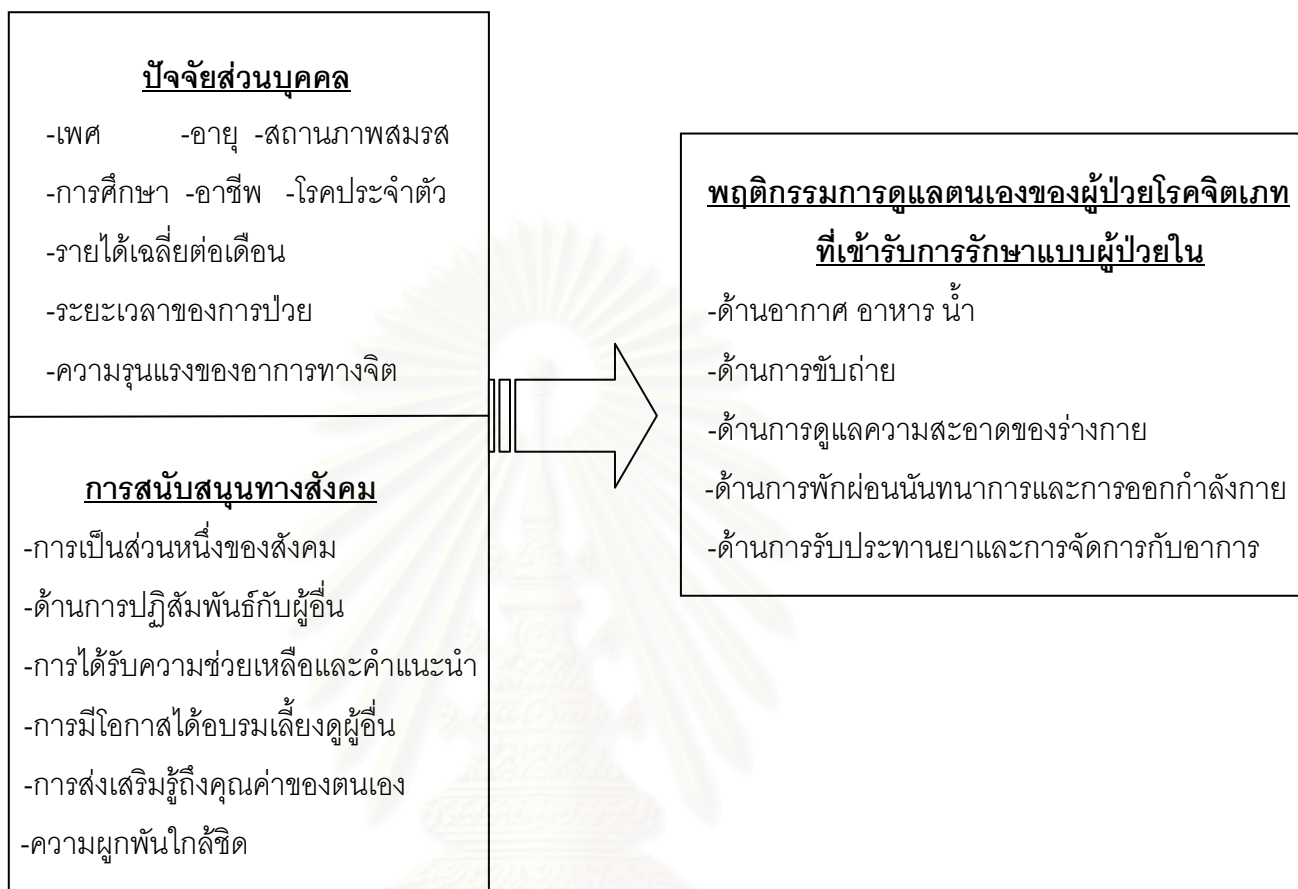 ปัจจัยส่วนบุคคล
-เพศ -อายุ -สถานภาพสมรส
-การศึกษา -อาชีพ -โรคประจำตัว
-รายได้เฉลี่ยต่อเดือน
-ระยะเวลาของการป่วย
-ความรุนแรงของอาการทางจิต
การสนับสนุนทางสังคม
-การเป็นส่วนหนึ่งของสังคม
-ด้านการปฏิสัมพันธ์กับผู้อื่น
-การได้รับความช่วยเหลือและคำแนะนำ
-การมีโอกาสได้อบรมเลี้ยงดูผู้อื่น
-การส่งเสริมรู้ถึงคุณค่าของตนเอง
-ความผูกพันใกล้ชิด
พฤติกรรมการดูแลตนเองของผู้ป่วยโรคจิตเภท
ที่เข้ารับการรักษาแบบผู้ป่วยใน
-ด้านอากาศ อาหาร น้ำ
-ด้านการขับถ่าย
-ด้านการดูแลความสะอาดของร่างกาย
-ด้านการพักผ่อนนันทนาการและการออกกำลังกาย
-ด้านการรับประทานยาและการจัดการกับอาการ